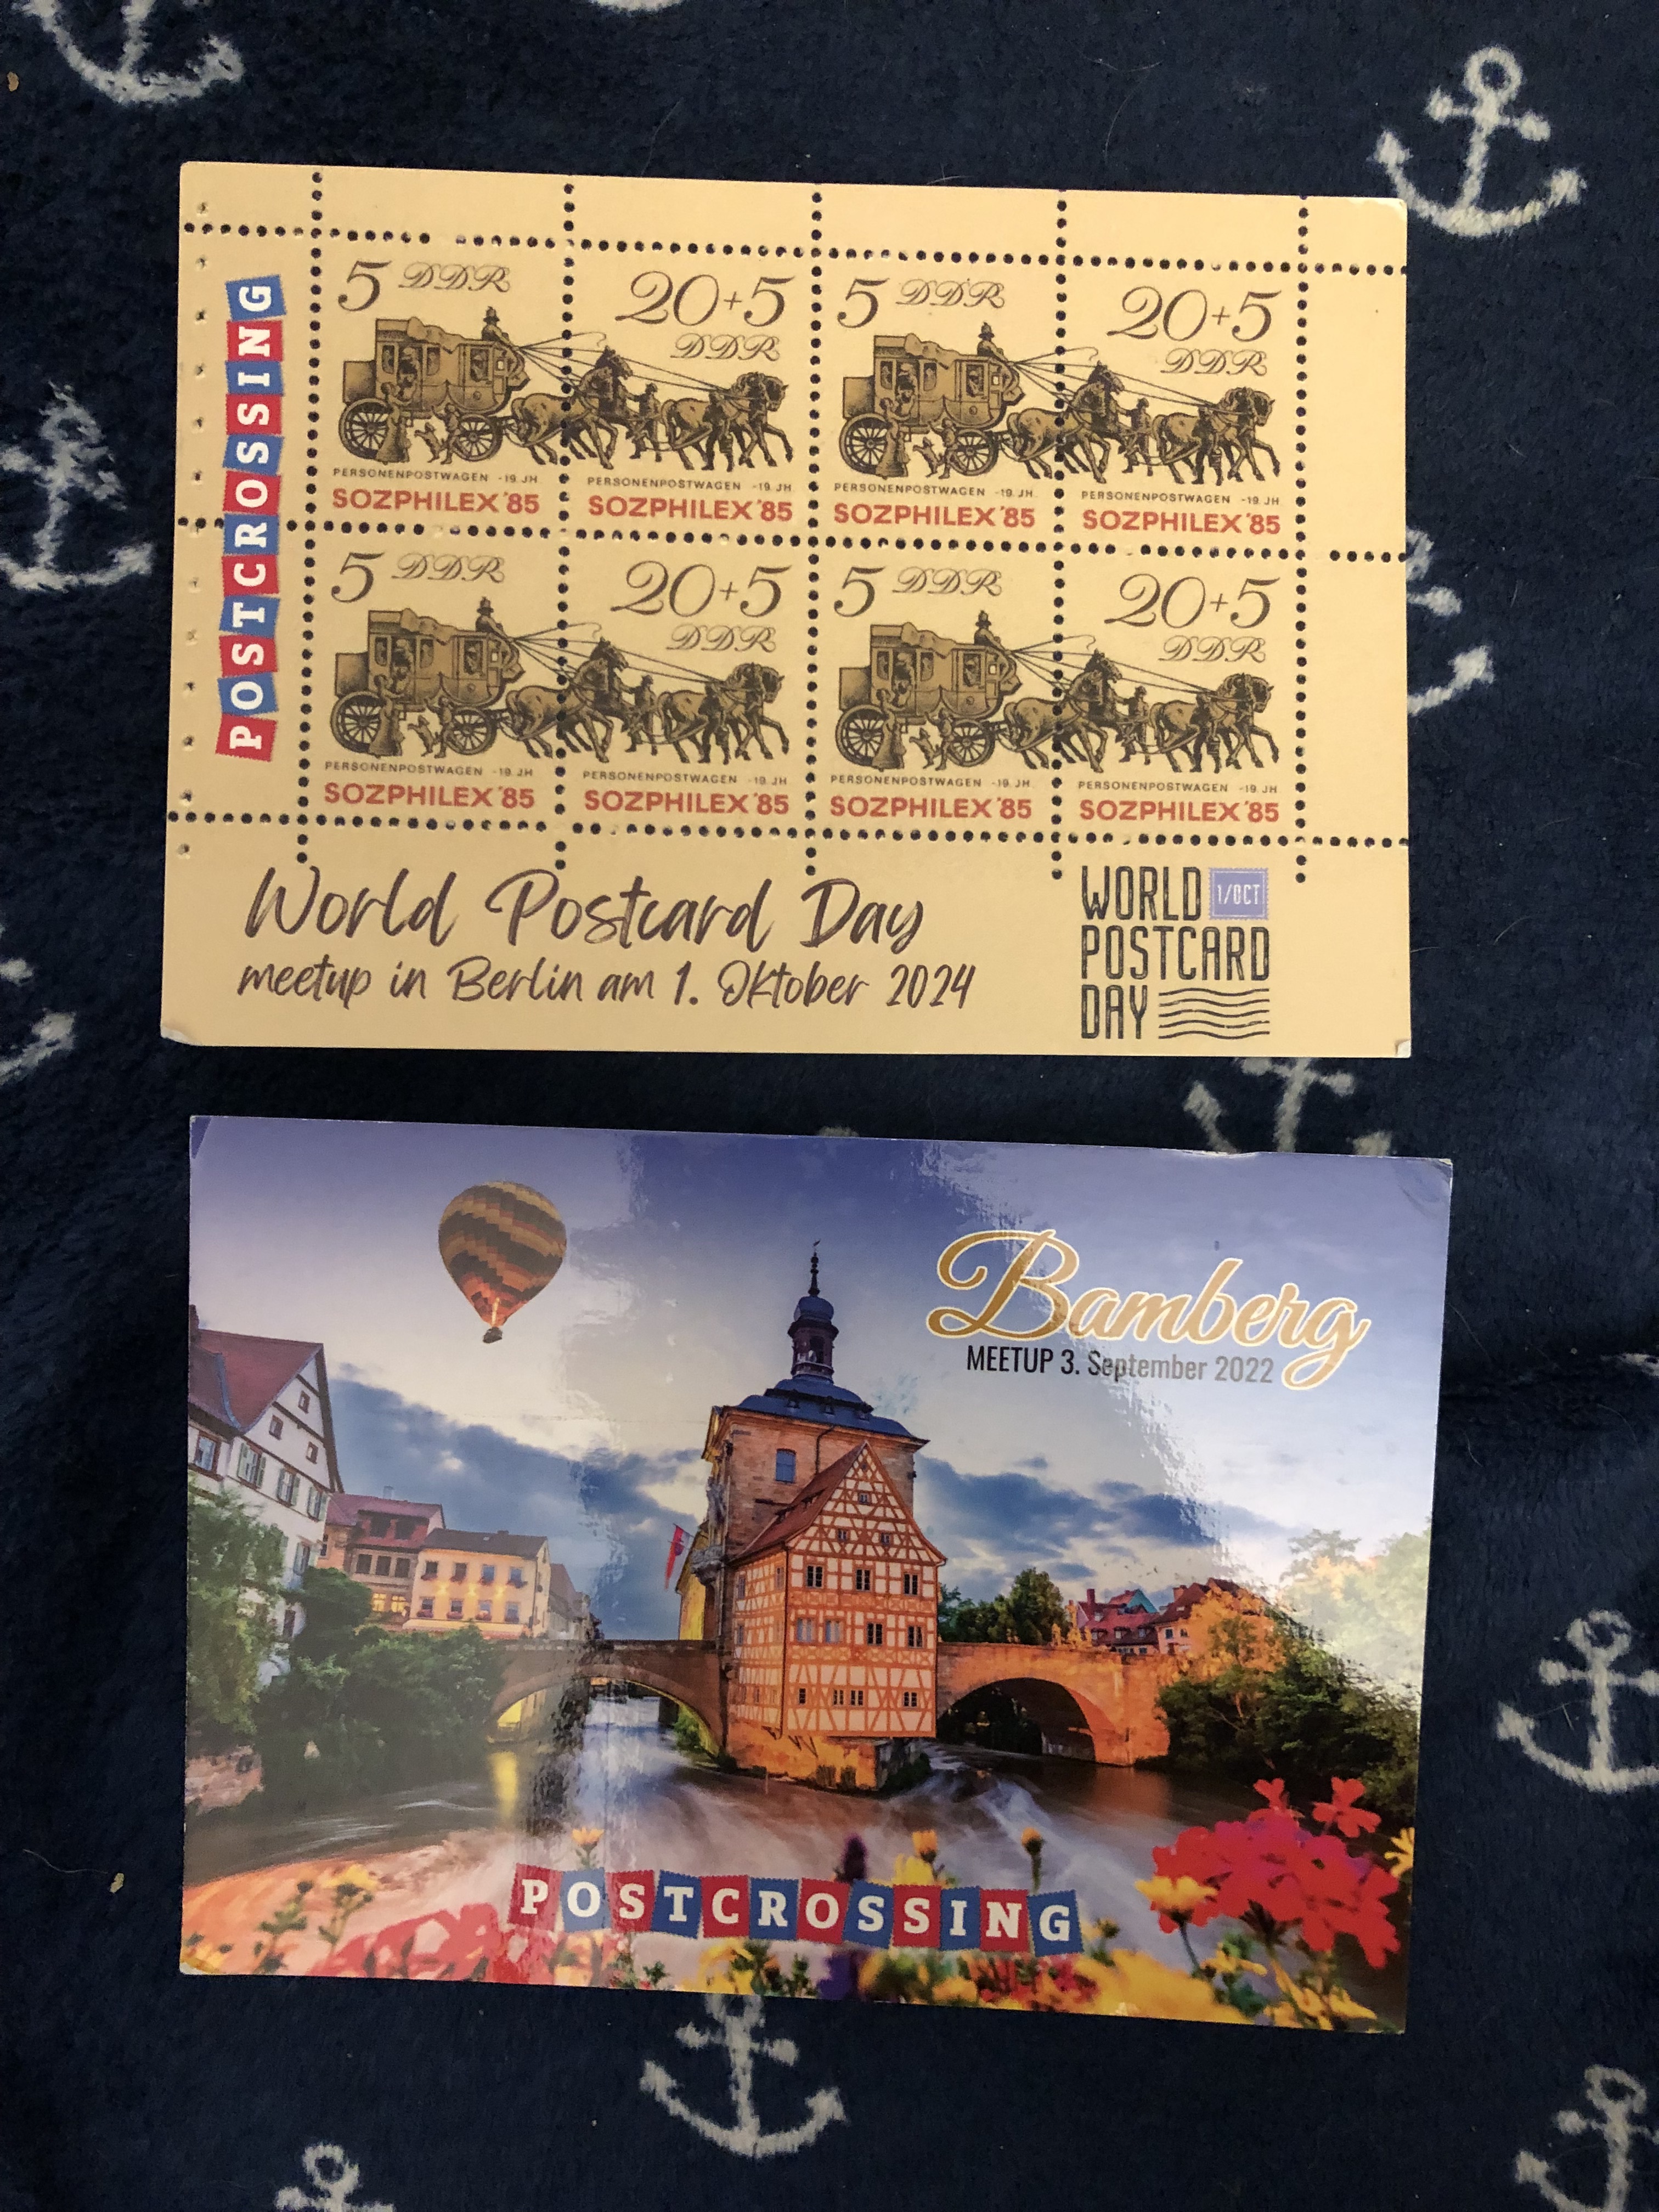 POSTCROSSING
5 DDR 20+5 5 DDR 20+5
DDR DDR
PERSONENPOSTWAGEN -19. JH PERSONENPOSTWAGEN -19. JH PERSONENPOSTWAGEN -19. JH. PERSONENPOSTWAGEN -19. JH
SOZPHILEX '85 SOZPHILEX '85 SOZPHILEX '85 SOZPHILEX '85
5 DDR 20+5 5 DDR 20+5
DDR DDR
PERSONENPOSTWAGEN -19. JH PERSONENPOSTWAGEN -19. JH PERSONENPOSTWAGEN -19. JH. PERSONENPOSTWAGEN -19. JH
SOZPHILEX '85 SOZPHILEX '85 SOZPHILEX '85 SOZPHILEX '85
World Postcard Day
meetup in Berlin am 1. Oktober 2024
WORLD 1/OCT
POSTCARD
DAY
Bamberg
MEETUP 3. September 2022
POSTCROSSING